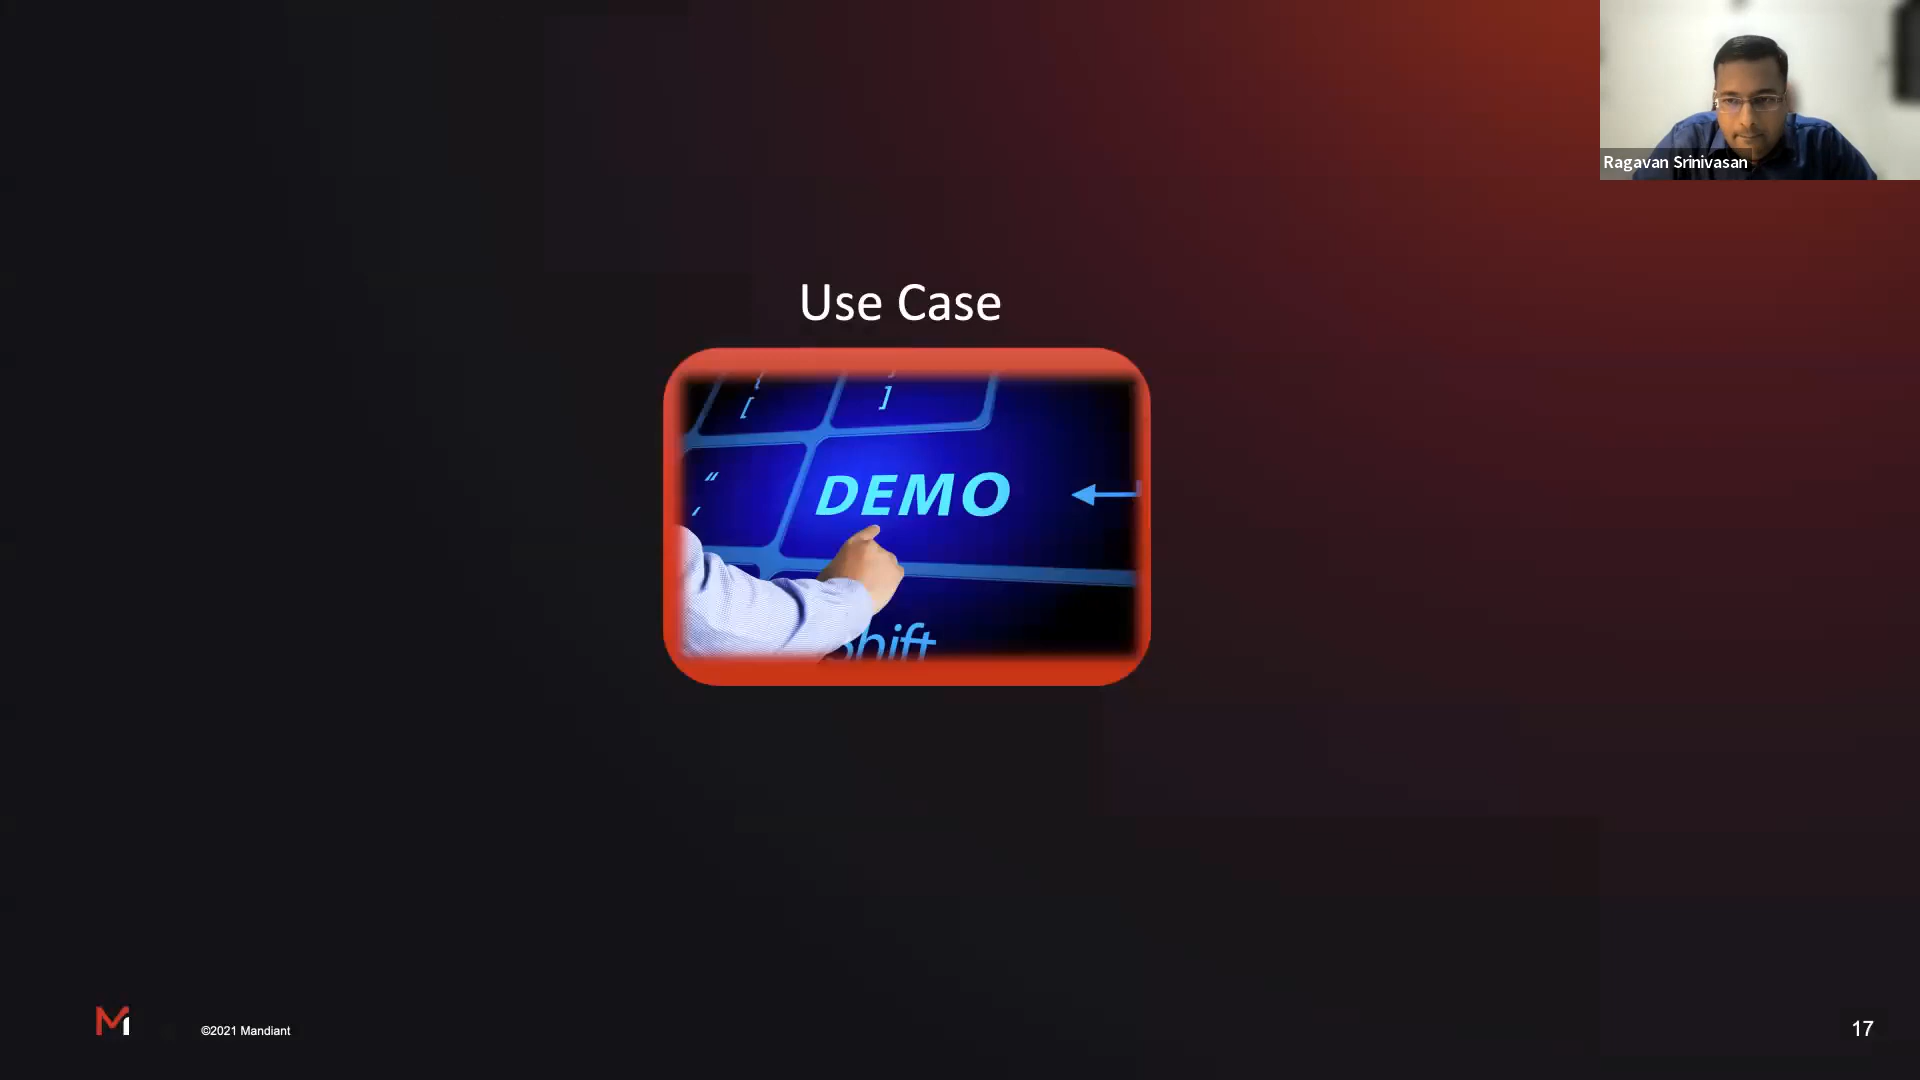 Ragavan Srinivasan
Use Case
[
]
"
DEMO
'
Shift
©2021 Mandiant
17